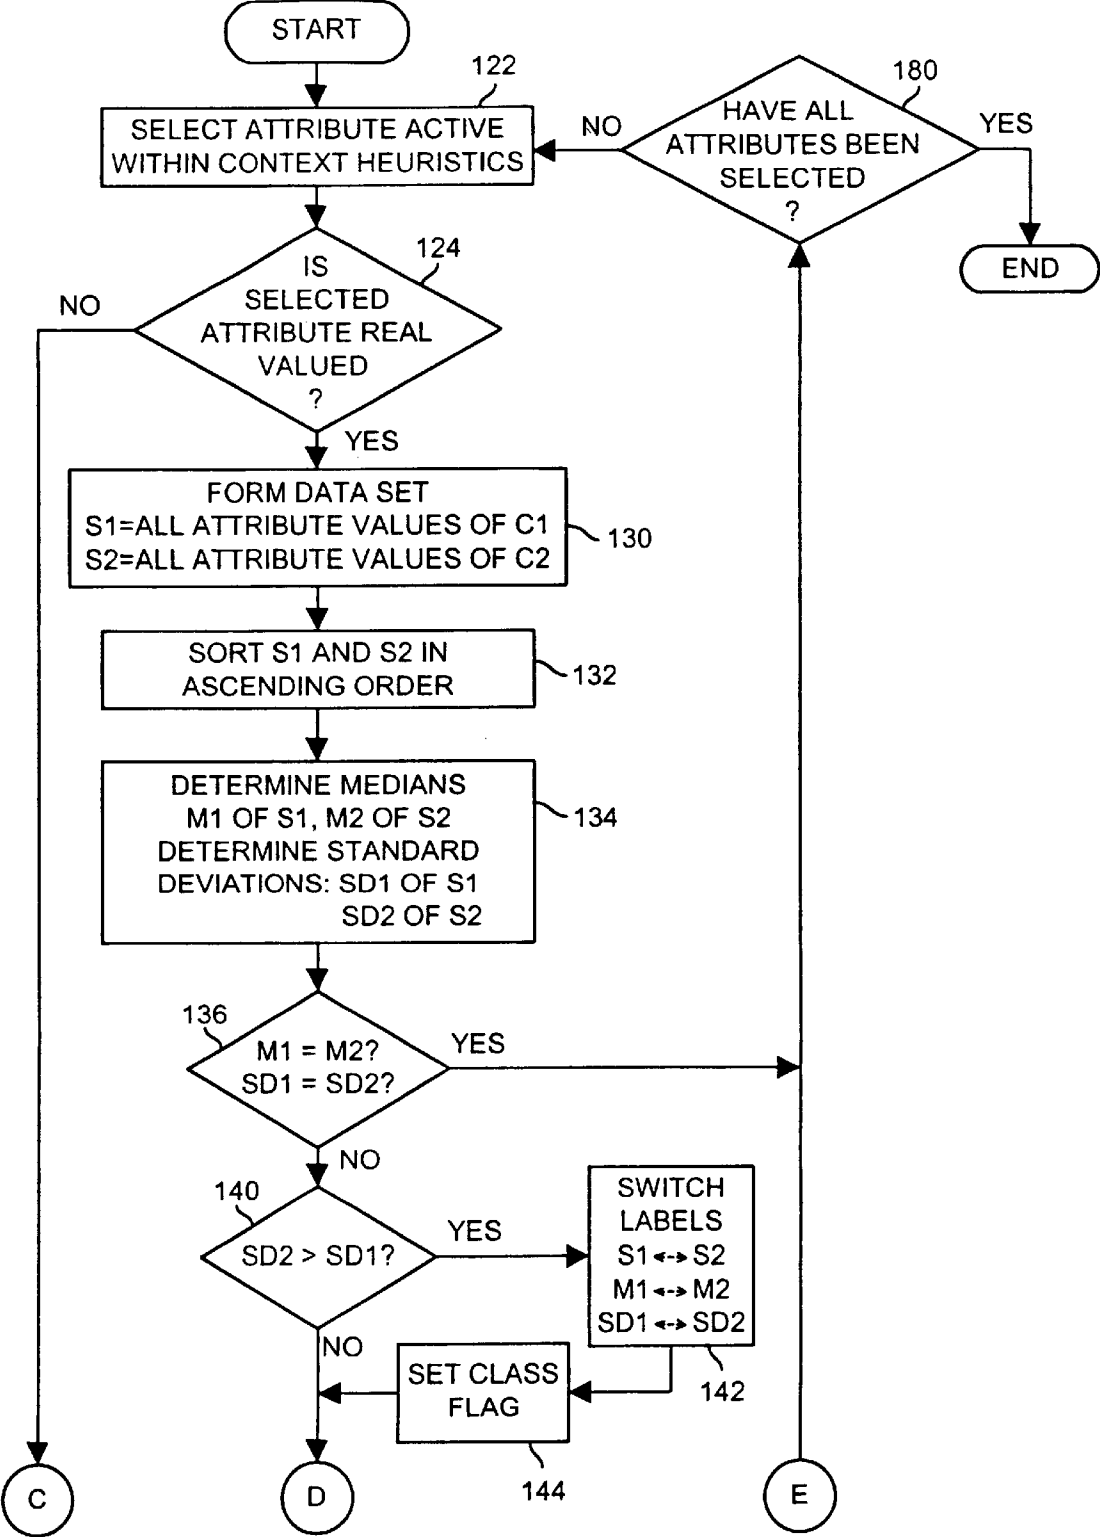 START
122
SELECT ATTRIBUTE ACTIVE
WITHIN CONTEXT HEURISTICS
180
HAVE ALL
ATTRIBUTES BEEN
SELECTED
?
NO
YES
END
124
IS
SELECTED
ATTRIBUTE REAL
VALUED
?
NO
YES
FORM DATA SET
S1=ALL ATTRIBUTE VALUES OF C1
S2=ALL ATTRIBUTE VALUES OF C2
130
SORT S1 AND S2 IN
ASCENDING ORDER
132
DETERMINE MEDIANS
M1 OF S1, M2 OF S2
DETERMINE STANDARD
DEVIATIONS: SD1 OF S1
SD2 OF S2
134
136
M1 = M2?
SD1 = SD2?
YES
NO
140
SD2 > SD1?
YES
NO
SWITCH
LABELS
S1<-->S2
M1<-->M2
SD1<-->SD2
142
SET CLASS
FLAG
144
C
D
E